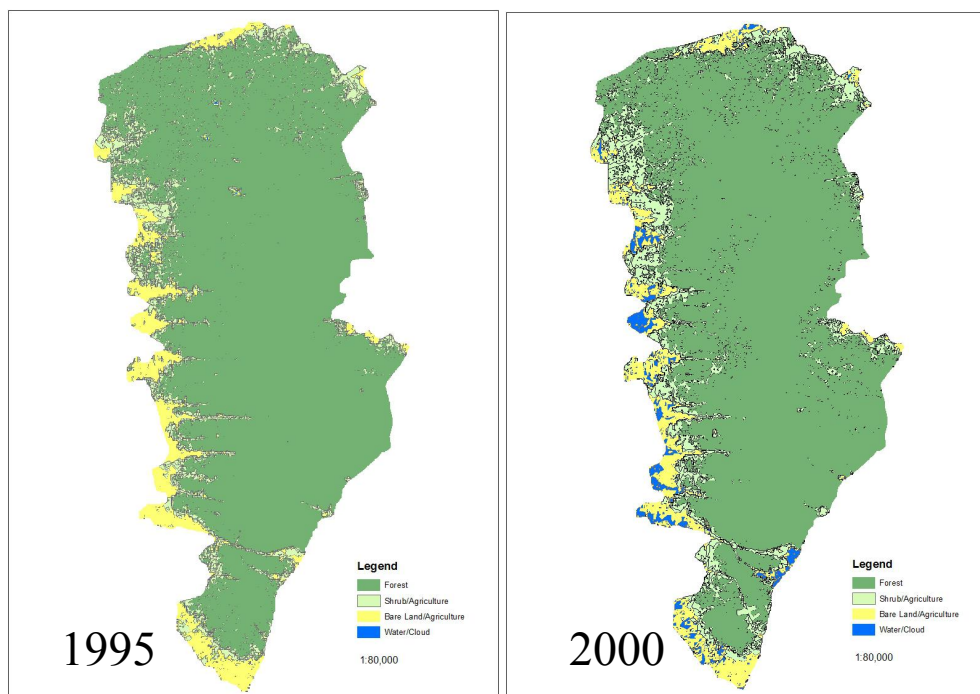 Legend
Forest
Shrub/Agriculture
Bare Land/Agriculture
Water/Cloud
1:80,000
1995
Legend
Forest
Shrub/Agriculture
Bare Land/Agriculture
Water/Cloud
1:80,000
2000